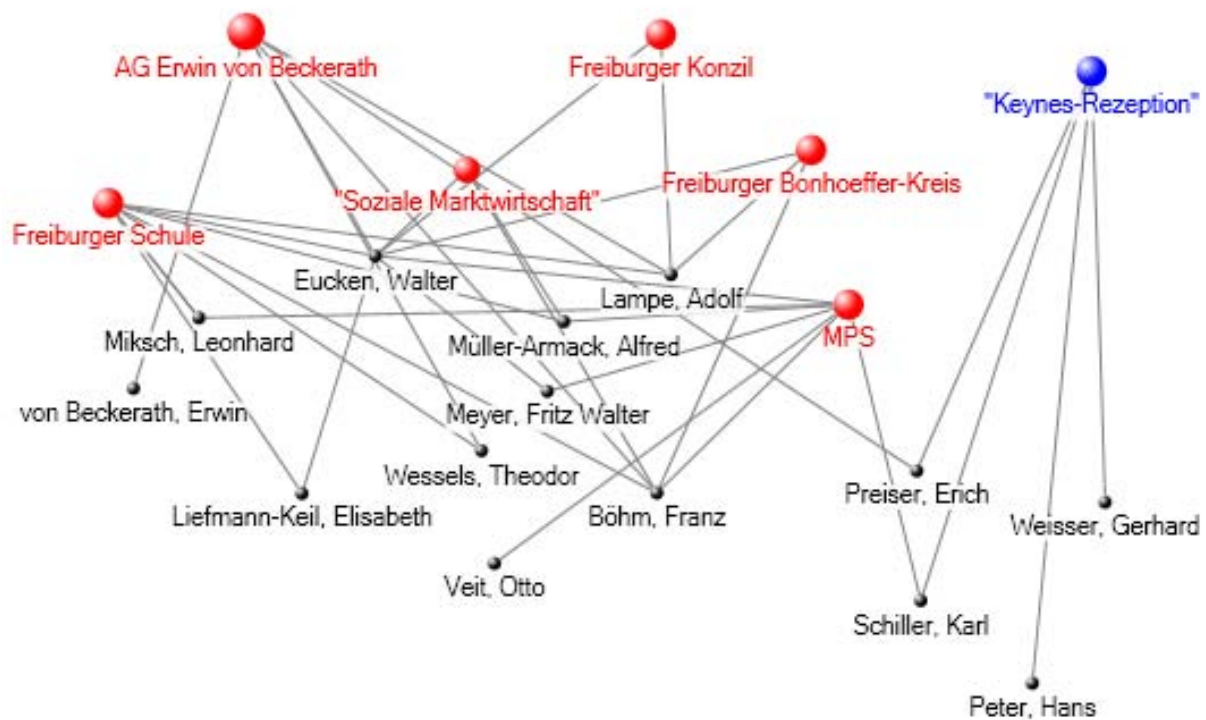 AG Erwin von Beckerath
Freiburger Konzil
"Keynes-Rezeption"
"Soziale Marktwirtschaft"
Freiburger Bonhoeffer-Kreis
Freiburger Schule
Eucken, Walter
Lampe, Adolf
Miksch, Leonhard
Müller-Armack, Alfred
MPS
von Beckerath, Erwin
Meyer, Fritz Walter
Wessels, Theodor
Preiser, Erich
Liefmann-Keil, Elisabeth
Böhm, Franz
Weisser, Gerhard
Veit, Otto
Schiller, Karl
Peter, Hans